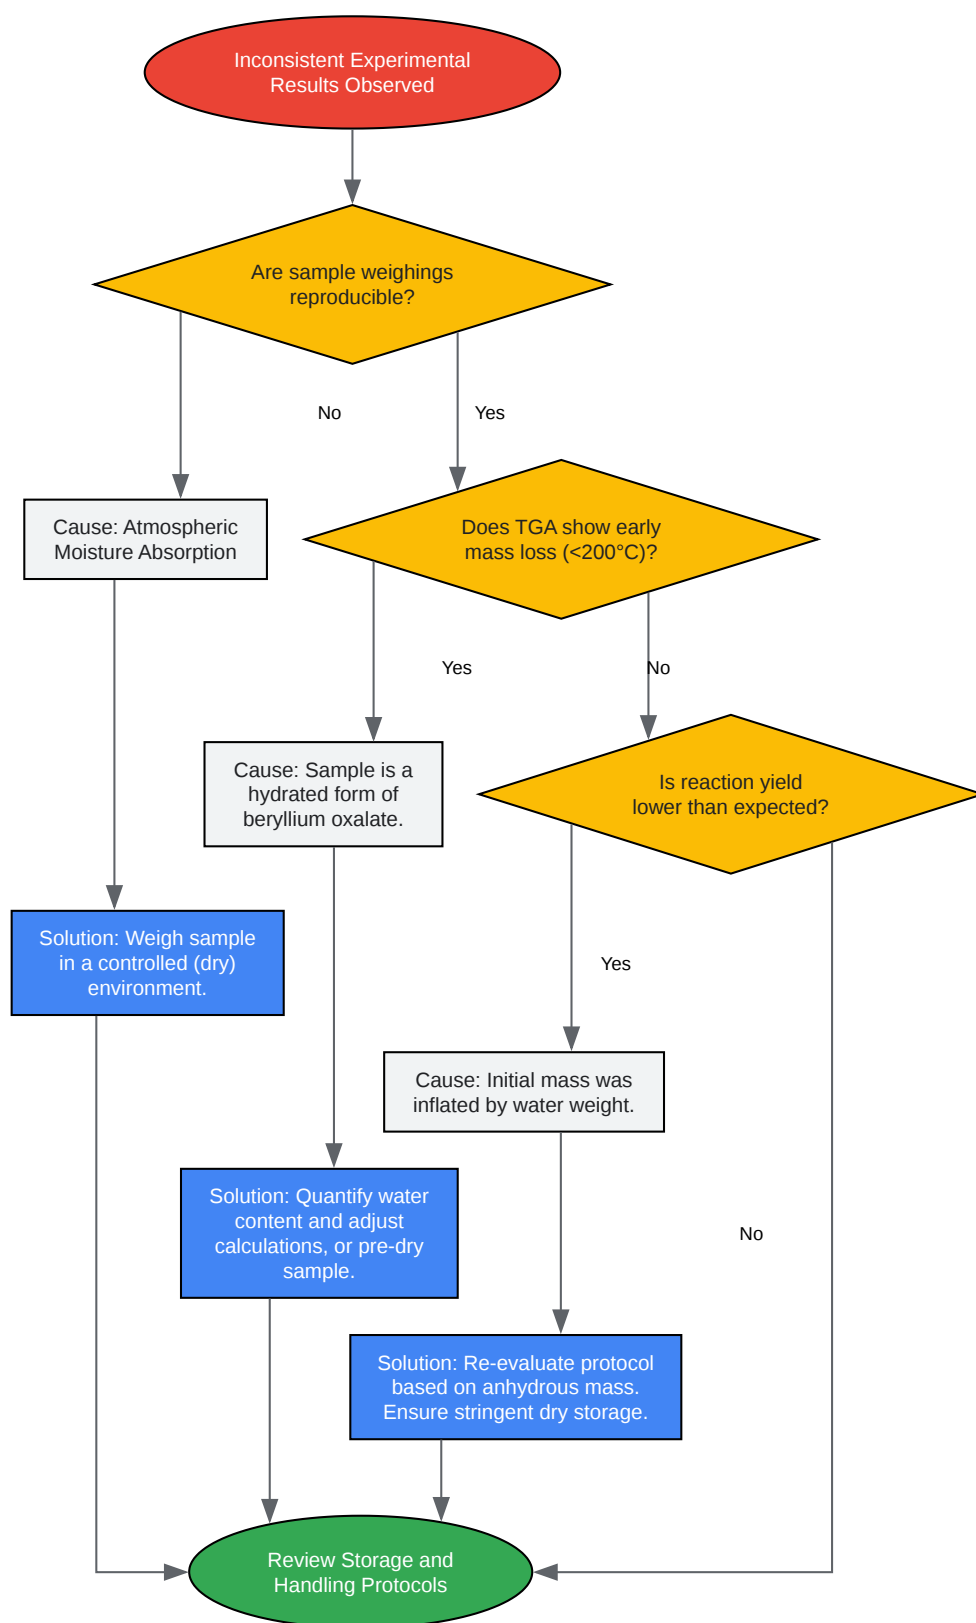 Inconsistent Experimental
Results Observed
Are sample weighings
reproducible?
No
Yes
Cause: Atmospheric
Moisture Absorption
Does TGA show early
mass loss (<200°C)?
Yes
No
Cause: Sample is a
hydrated form of
beryllium oxalate.
Is reaction yield
lower than expected?
Solution: Weigh sample
in a controlled (dry)
environment.
Yes
Cause: Initial mass was
inflated by water weight.
Solution: Quantify water
content and adjust
calculations, or pre-dry
sample.
No
Solution: Re-evaluate protocol
based on anhydrous mass.
Ensure stringent dry storage.
Review Storage and
Handling Protocols